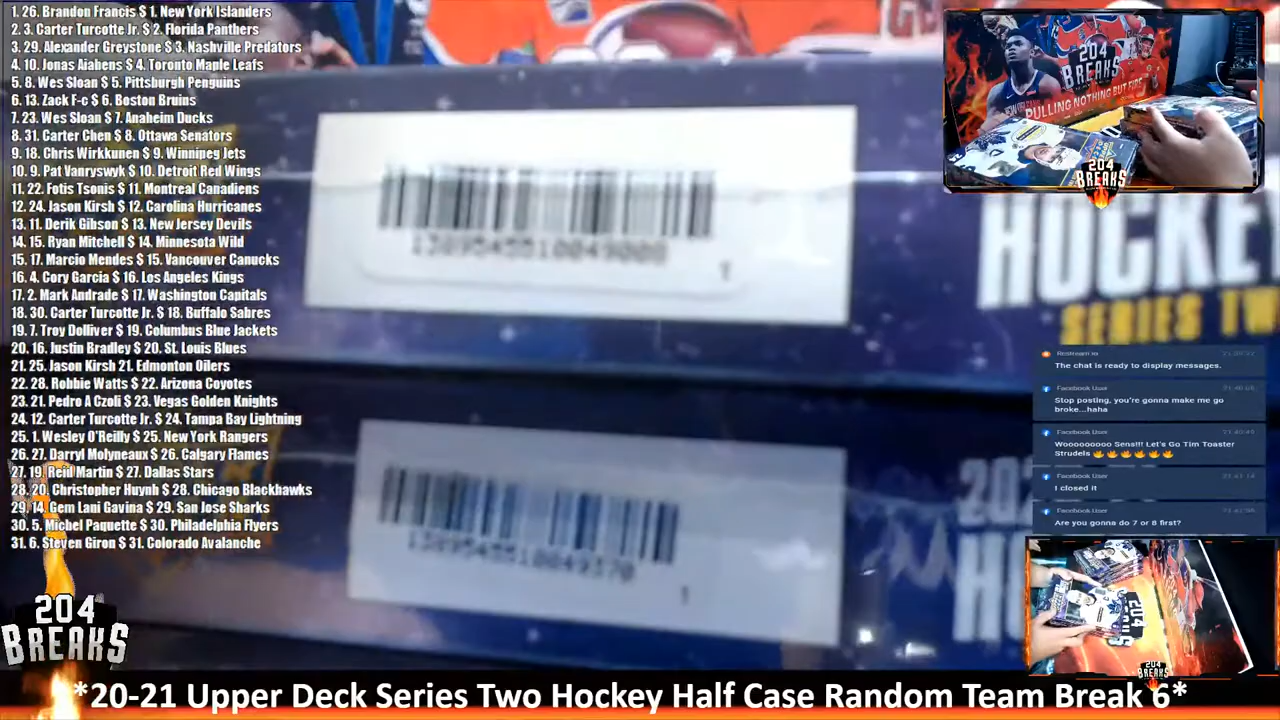 1. 26. Brandon Francis $ 1. New York Islanders
2. 3. Carter Turcotte Jr. $ 2. Florida Panthers
3. 29. Alexander Greystone $ 3. Nashville Predators
4. 10. Jonas Aiahens $ 4. Toronto Maple Leafs
5. 8. Wes Sloan $ 5. Pittsburgh Penguins
6. 13. Zack F-c $ 6. Boston Bruins
7. 23. Wes Sloan $ 7. Anaheim Ducks
8. 31. Carter Chen $ 8. Ottawa Senators
9. 18. Chris Wirkkunen $ 9. Winnipeg Jets
10. 9. Pat Vanryswyk $ 10. Detroit Red Wings
11. 22. Fotis Tsonis $ 11. Montreal Canadiens
12. 24. Jason Kirsh $ 12. Carolina Hurricanes
13. 11. Derik Gibson $ 13. New Jersey Devils
14. 15. Ryan Mitchell $ 14. Minnesota Wild
15. 17. Marcio Mendes $ 15. Vancouver Canucks
16. 4. Cory Garcia $ 16. Los Angeles Kings
17. 2. Mark Andrade $ 17. Washington Capitals
18. 30. Carter Turcotte Jr. $ 18. Buffalo Sabres
19. 7. Troy Dolliver $ 19. Columbus Blue Jackets
20. 16. Justin Bradley $ 20. St. Louis Blues
21. 25. Jason Kirsh 21. Edmonton Oilers
22. 28. Robbie Watts $ 22. Arizona Coyotes
23. 21. Pedro A Czoli $ 23. Vegas Golden Knights
24. 12. Carter Turcotte Jr. $ 24. Tampa Bay Lightning
25. 1. Wesley O'Reilly $ 25. New York Rangers
26. 27. Darryl Molyneaux $ 26. Calgary Flames
27. 19. Reid Martin $ 27. Dallas Stars
28. 20. Christopher Huynh $ 28. Chicago Blackhawks
29. 14. Gem Lani Gavina $ 29. San Jose Sharks
30. 5. Michel Paquette $ 30. Philadelphia Flyers
31. 6. Steven Giron $ 31. Colorado Avalanche
204
BREAKS
1
1
HOCKEY
SERIES TW
204
BREAKS
PULLING NOTHING BUT FIRE
204
BREAKS
Restream.io
The chat is ready to display messages.
Facebook User
Stop posting, you're gonna make me go
broke...haha
Facebook User
Wooooooooo Sens!!! Let's Go Tim Toaster
Strudels 🔥🔥🔥🔥🔥🔥
Facebook User
I closed it
Facebook User
Are you gonna do 7 or 8 first?
204
BREAKS
*20-21 Upper Deck Series Two Hockey Half Case Random Team Break 6*